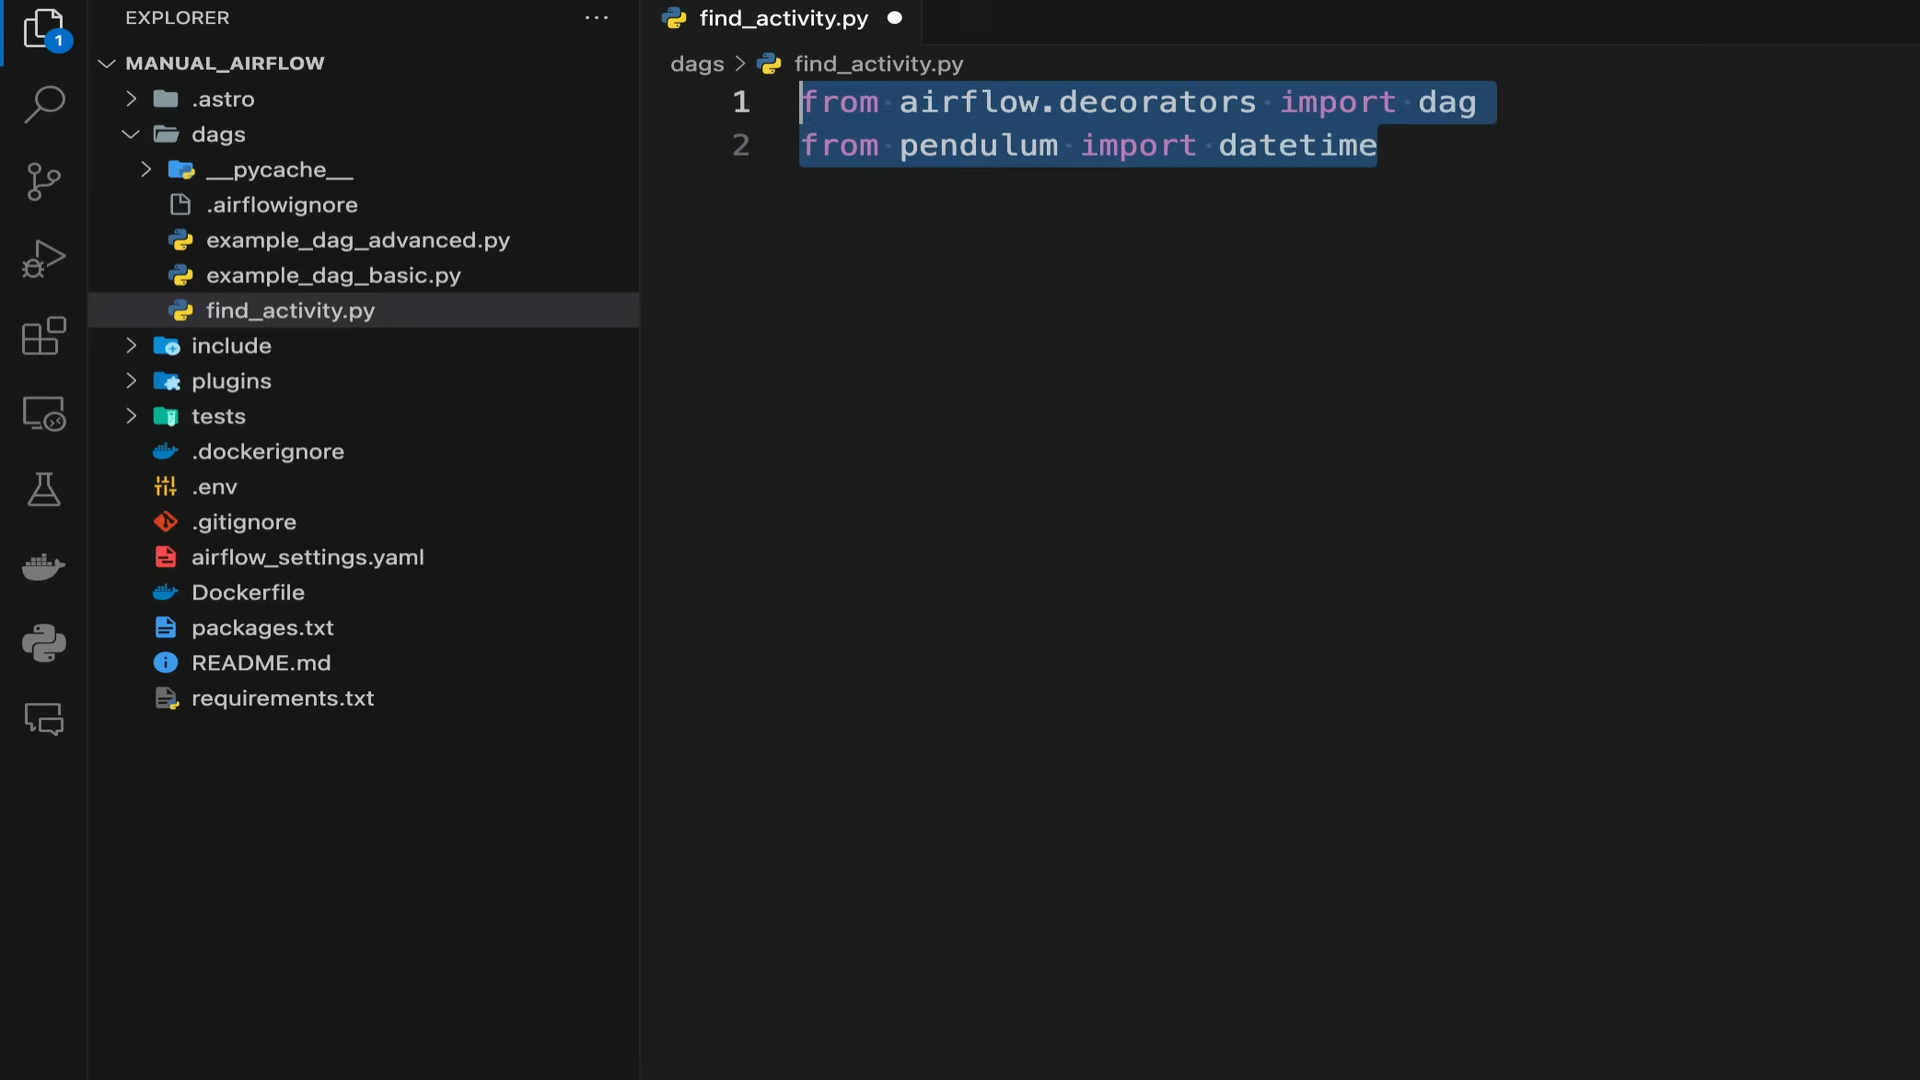 EXPLORER
1
MANUAL_AIRFLOW
.astro
dags
__pycache__
.airflowignore
example_dag_advanced.py
example_dag_basic.py
find_activity.py
include
plugins
tests
.dockerignore
.env
.gitignore
airflow_settings.yaml
Dockerfile
packages.txt
README.md
requirements.txt
find_activity.py
dags > find_activity.py
1 from airflow.decorators import dag
2 from pendulum import datetime